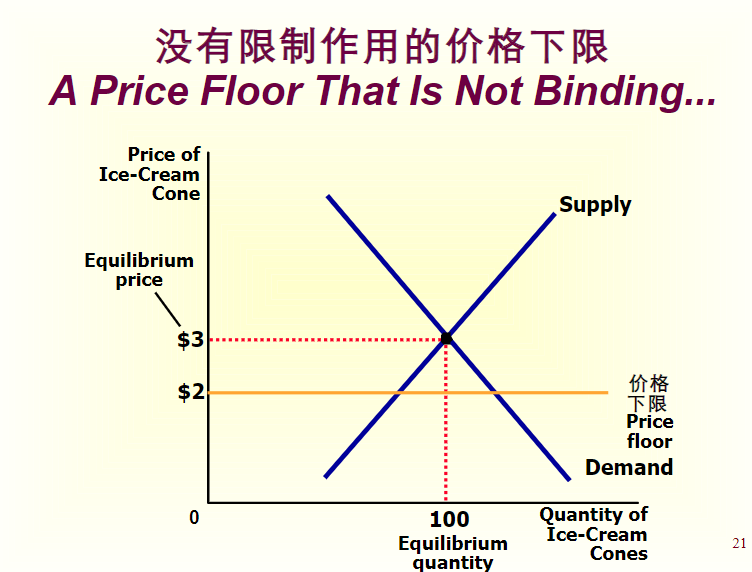 没有限制作用的价格下限
A Price Floor That Is Not Binding...
Price of
Ice-Cream
Cone
Supply
Equilibrium
price
$3
$2
价格
下限
Price
floor
Demand
0
100
Equilibrium
quantity
Quantity of
Ice-Cream
Cones
21